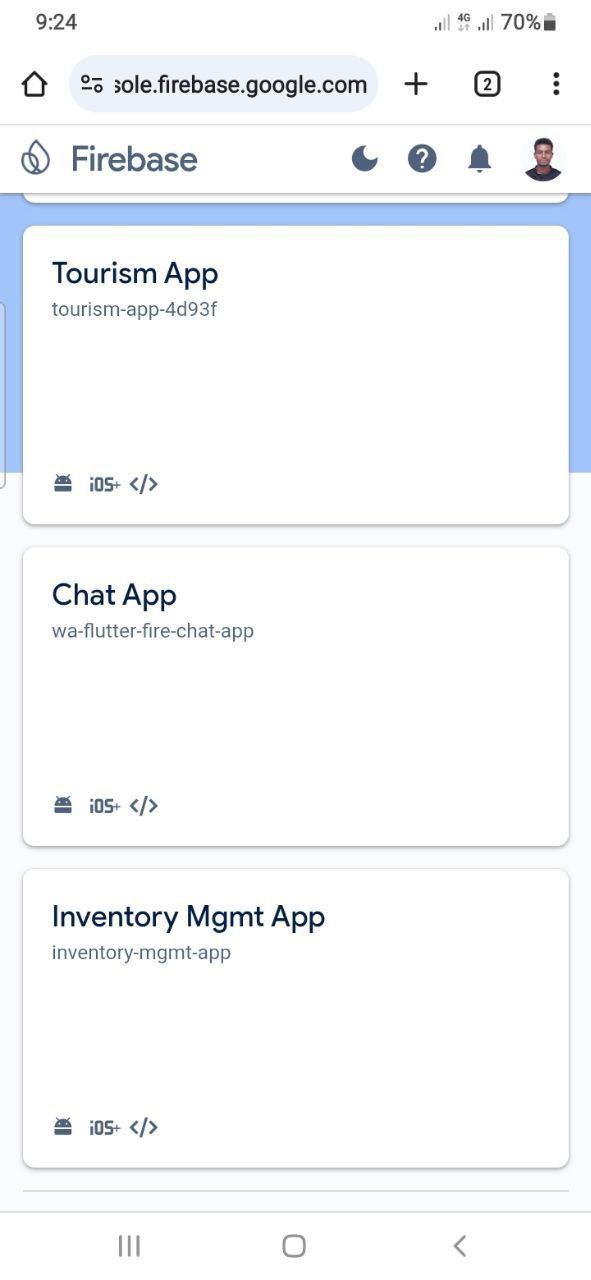 9:24
4G
70%
sole.firebase.google.com
2
Firebase
Tourism App
tourism-app-4d93f
iOS+ </>
Chat App
wa-flutter-fire-chat-app
iOS+ </>
Inventory Mgmt App
inventory-mgmt-app
iOS+ </>